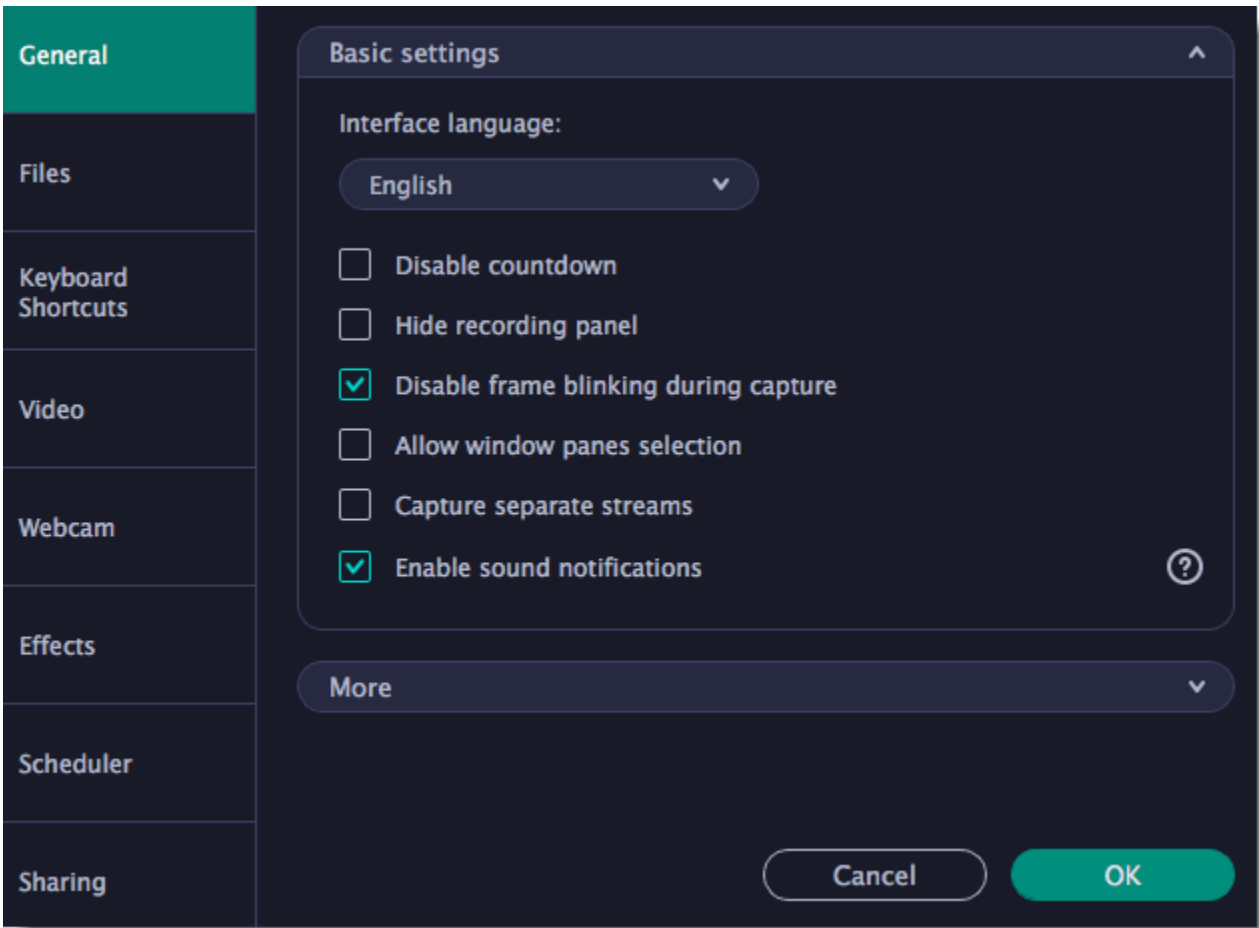 General
Files
Keyboard
Shortcuts
Video
Webcam
Effects
Scheduler
Sharing
Basic settings
Interface language:
English
Disable countdown
Hide recording panel
Disable frame blinking during capture
Allow window panes selection
Capture separate streams
Enable sound notifications
?
More
Cancel
OK